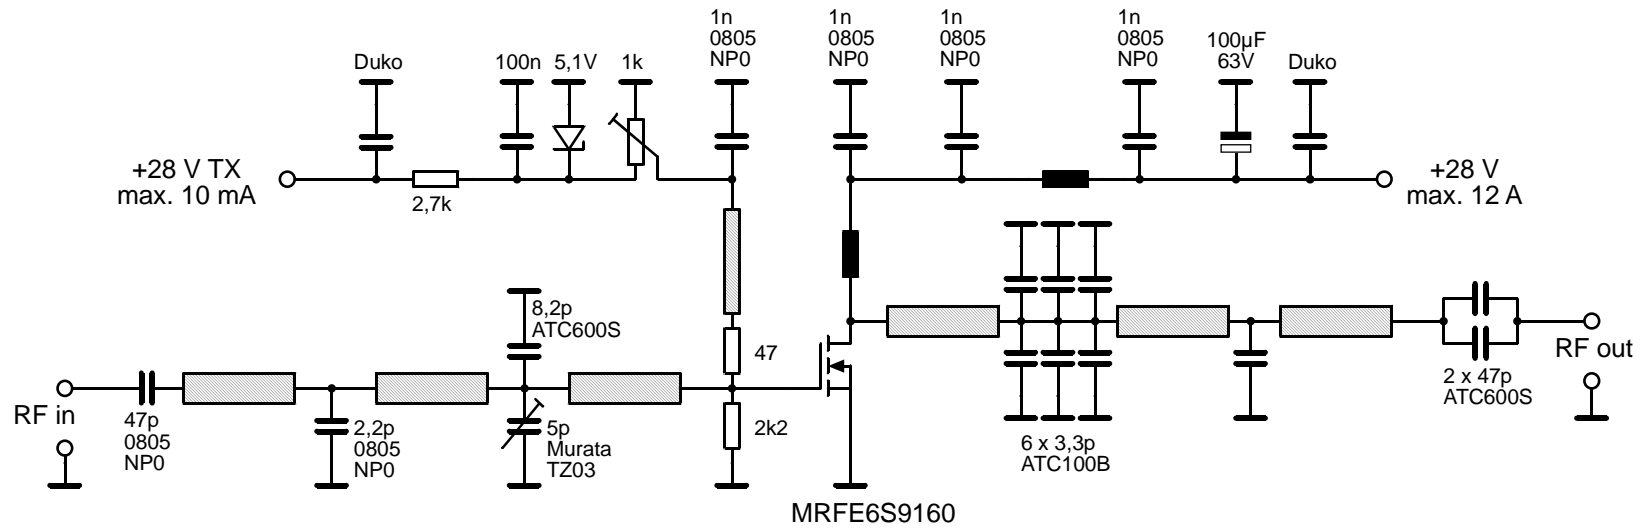 1n
0805
NP0
1n
0805
NP0
1n
0805
NP0
1n
0805
NP0
Duko
100n
5,1V
1k
100µF
63V
Duko
+28 V TX
max. 10 mA
2,7k
+28 V
max. 12 A
8,2p
ATC600S
47
RF in
47p
0805
NP0
2,2p
0805
NP0
5p
Murata
TZ03
2k2
6 x 3,3p
ATC100B
RF out
2 x 47p
ATC600S
MRFE6S9160